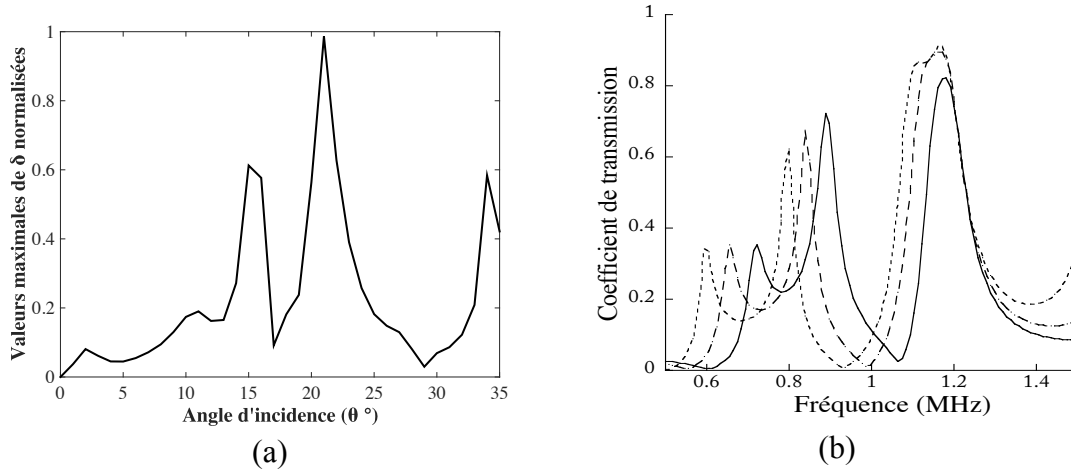 Valeurs maximales de δ normalisées
1
0.8
0.6
0.4
0.2
0
0 5 10 15 20 25 30 35
Angle d'incidence (θ °)
(a)
Coefficient de transmission
1
0.8
0.6
0.4
0.2
0
0.6 0.8 1 1.2 1.4
Fréquence (MHz)
(b)